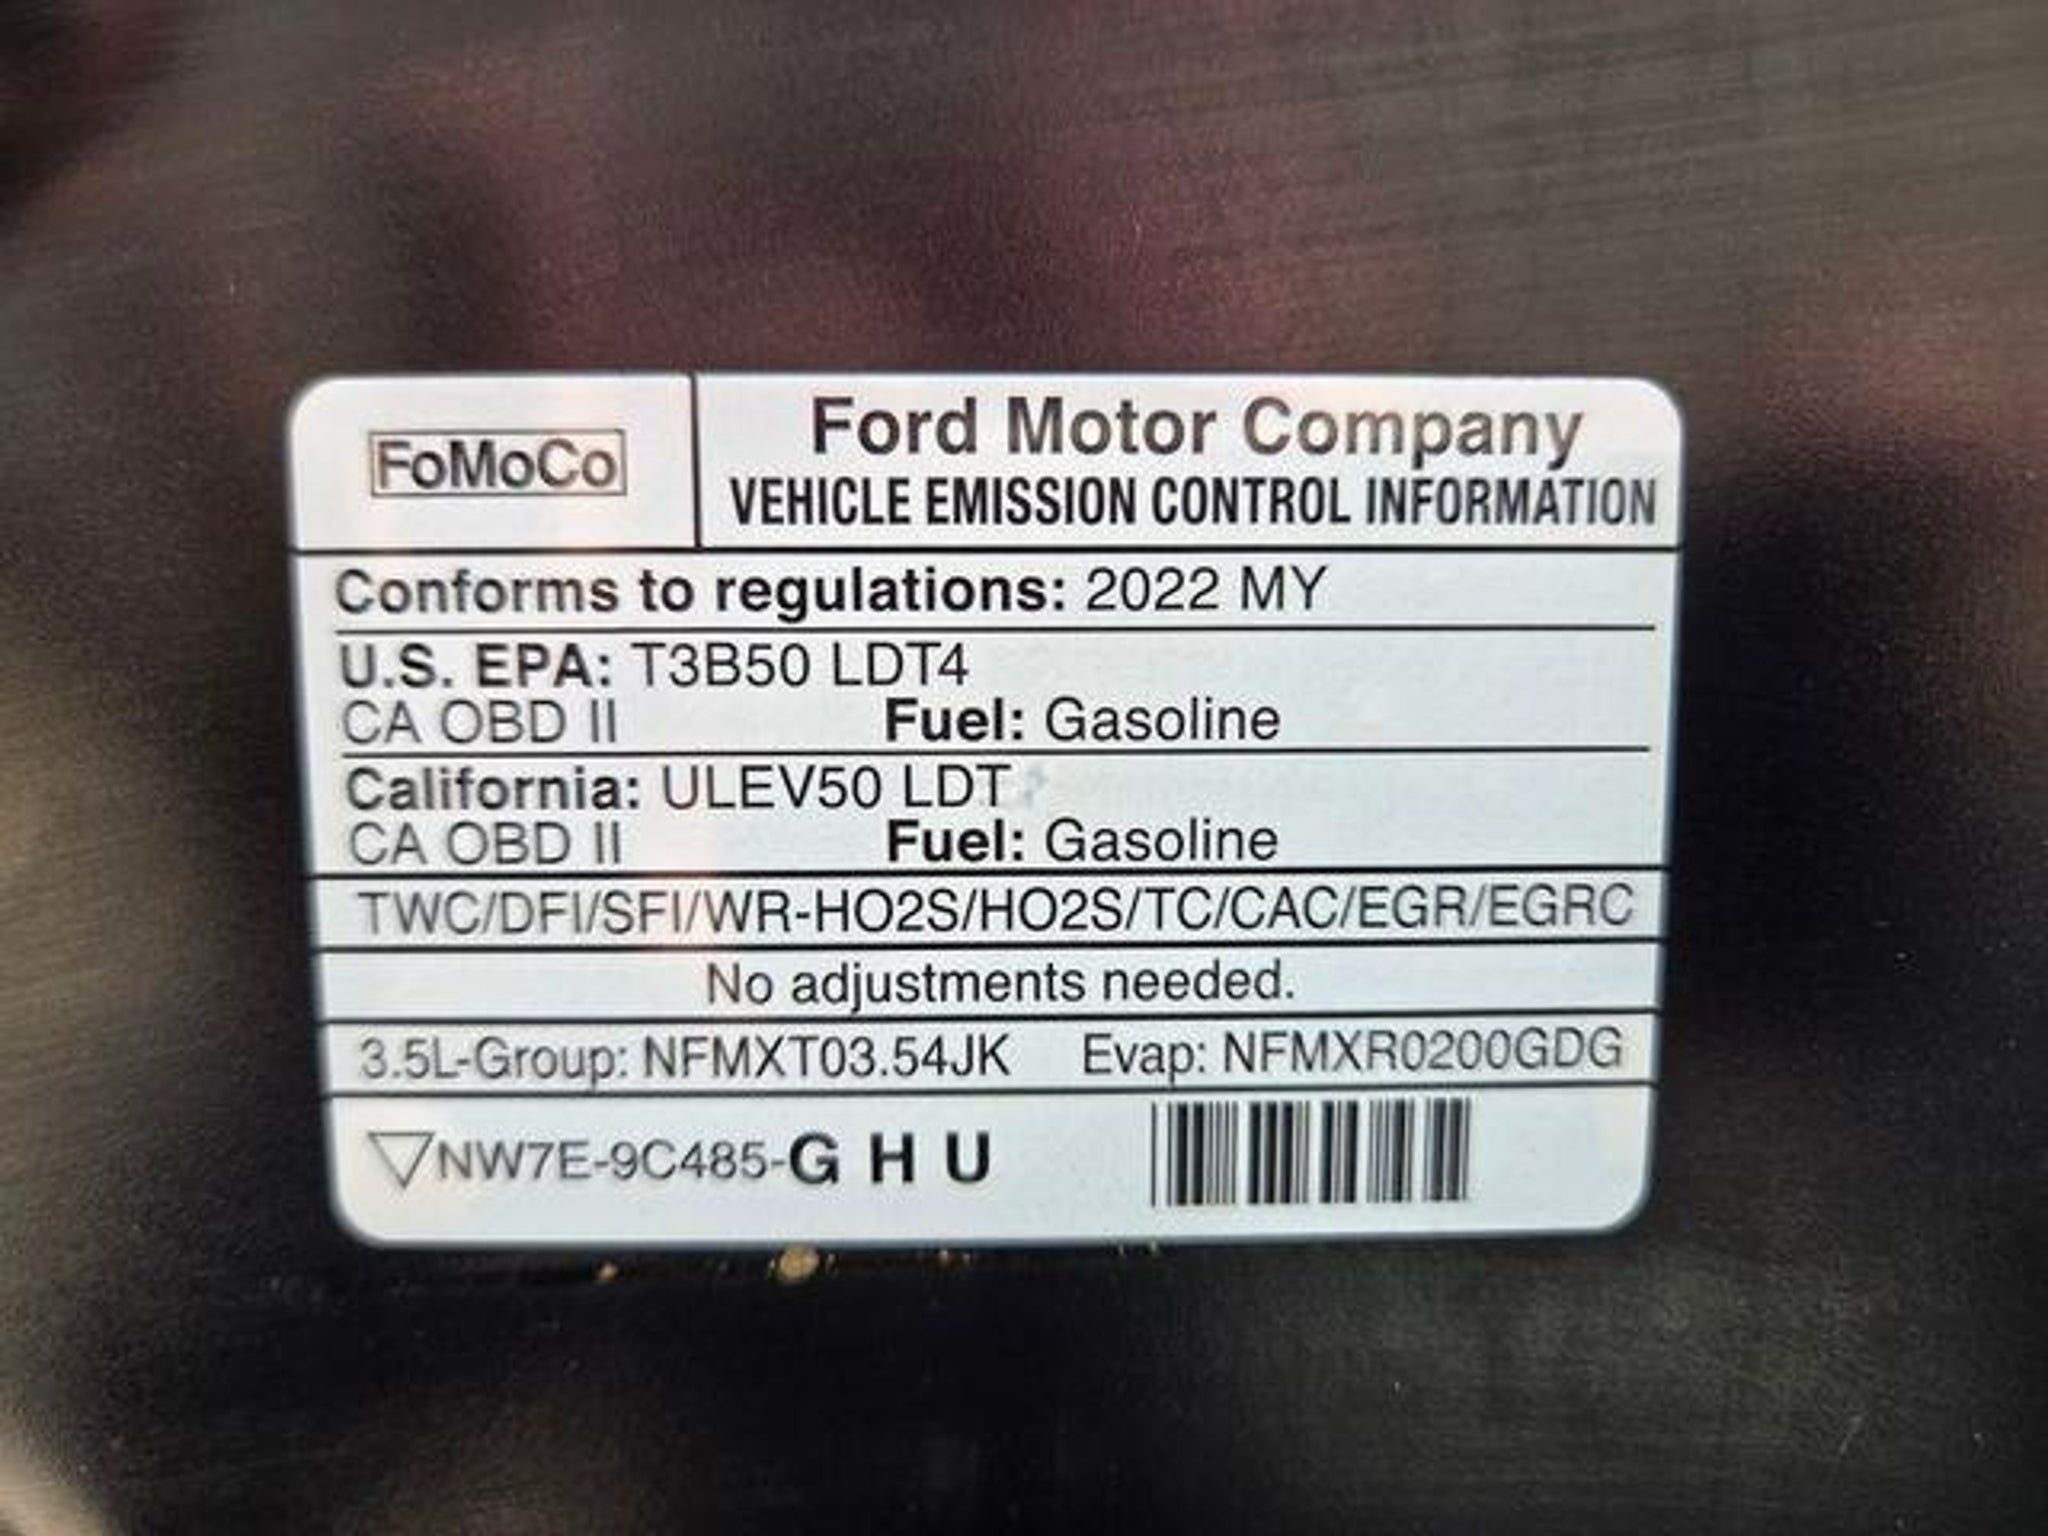 FoMoCo
Ford Motor Company
VEHICLE EMISSION CONTROL INFORMATION
Conforms to regulations: 2022 MY
U.S. EPA: T3B50 LDT4
CA OBD II Fuel: Gasoline
California: ULEV50 LDT
CA OBD II Fuel: Gasoline
TWC/DFI/SFI/WR-HO2S/HO2S/TC/CAC/EGR/EGRC
No adjustments needed.
3.5L-Group: NFMXT03.54JK Evap: NFMXR0200GDG
▽NW7E-9C485-G H U